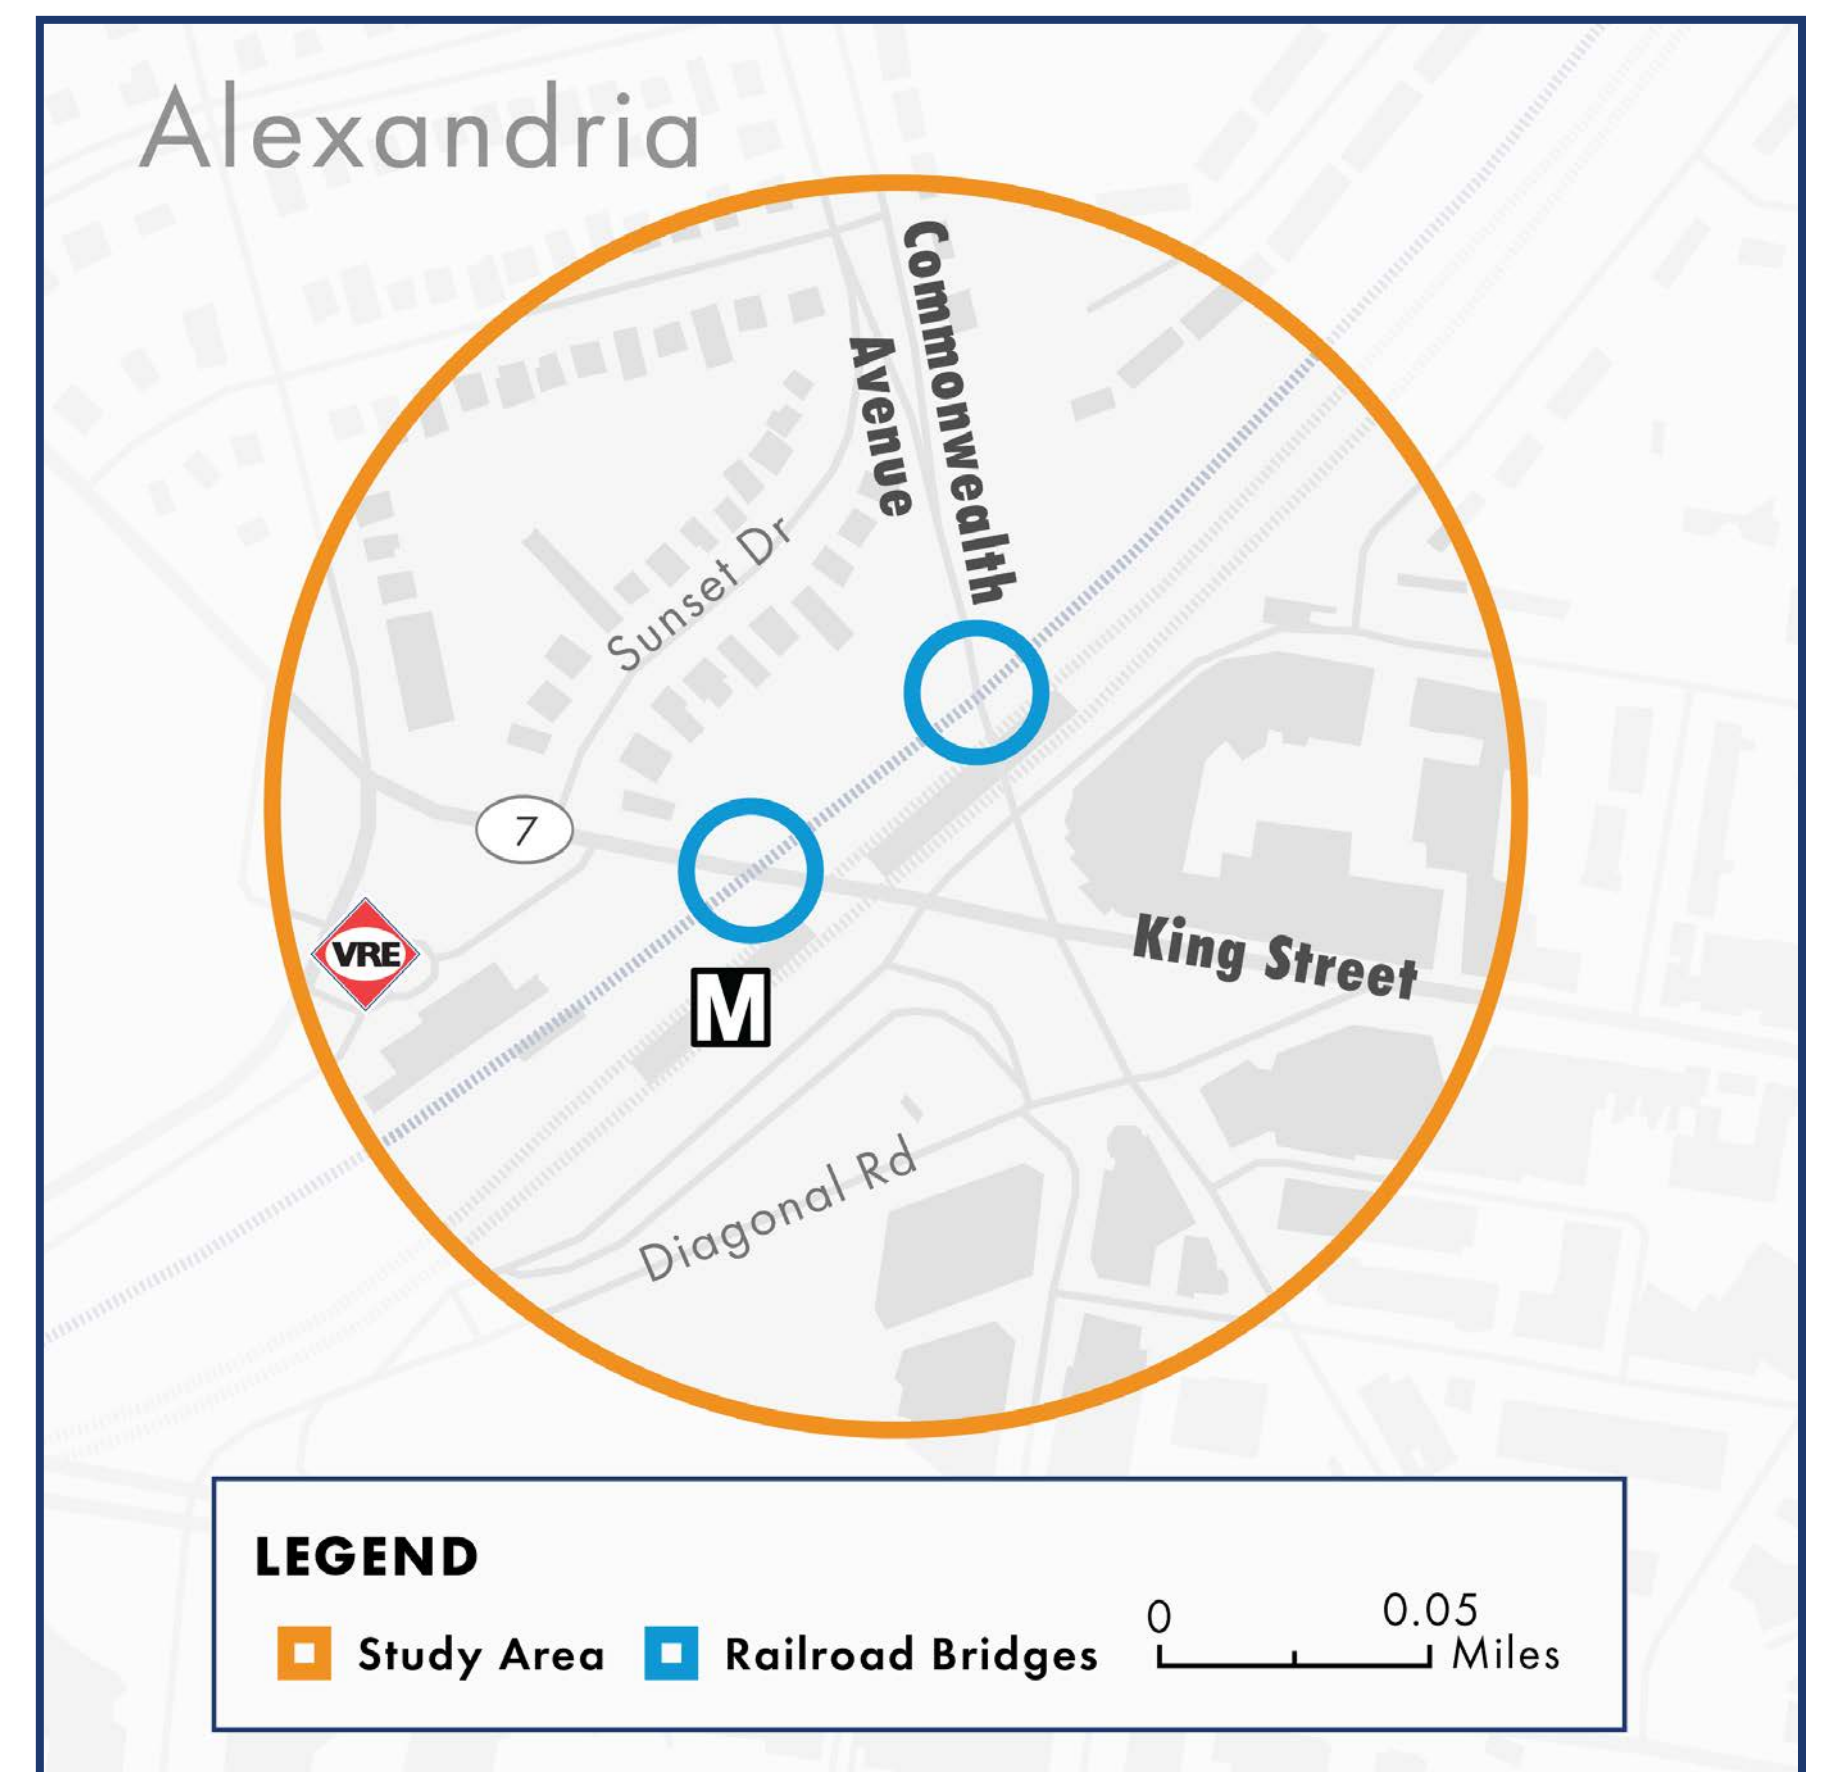 Alexandria
Commonwealth
Avenue
Sunset Dr
7
VRE
King Street
M
Diagonal Rd
LEGEND
Study Area
Railroad Bridges
0
0.05
Miles